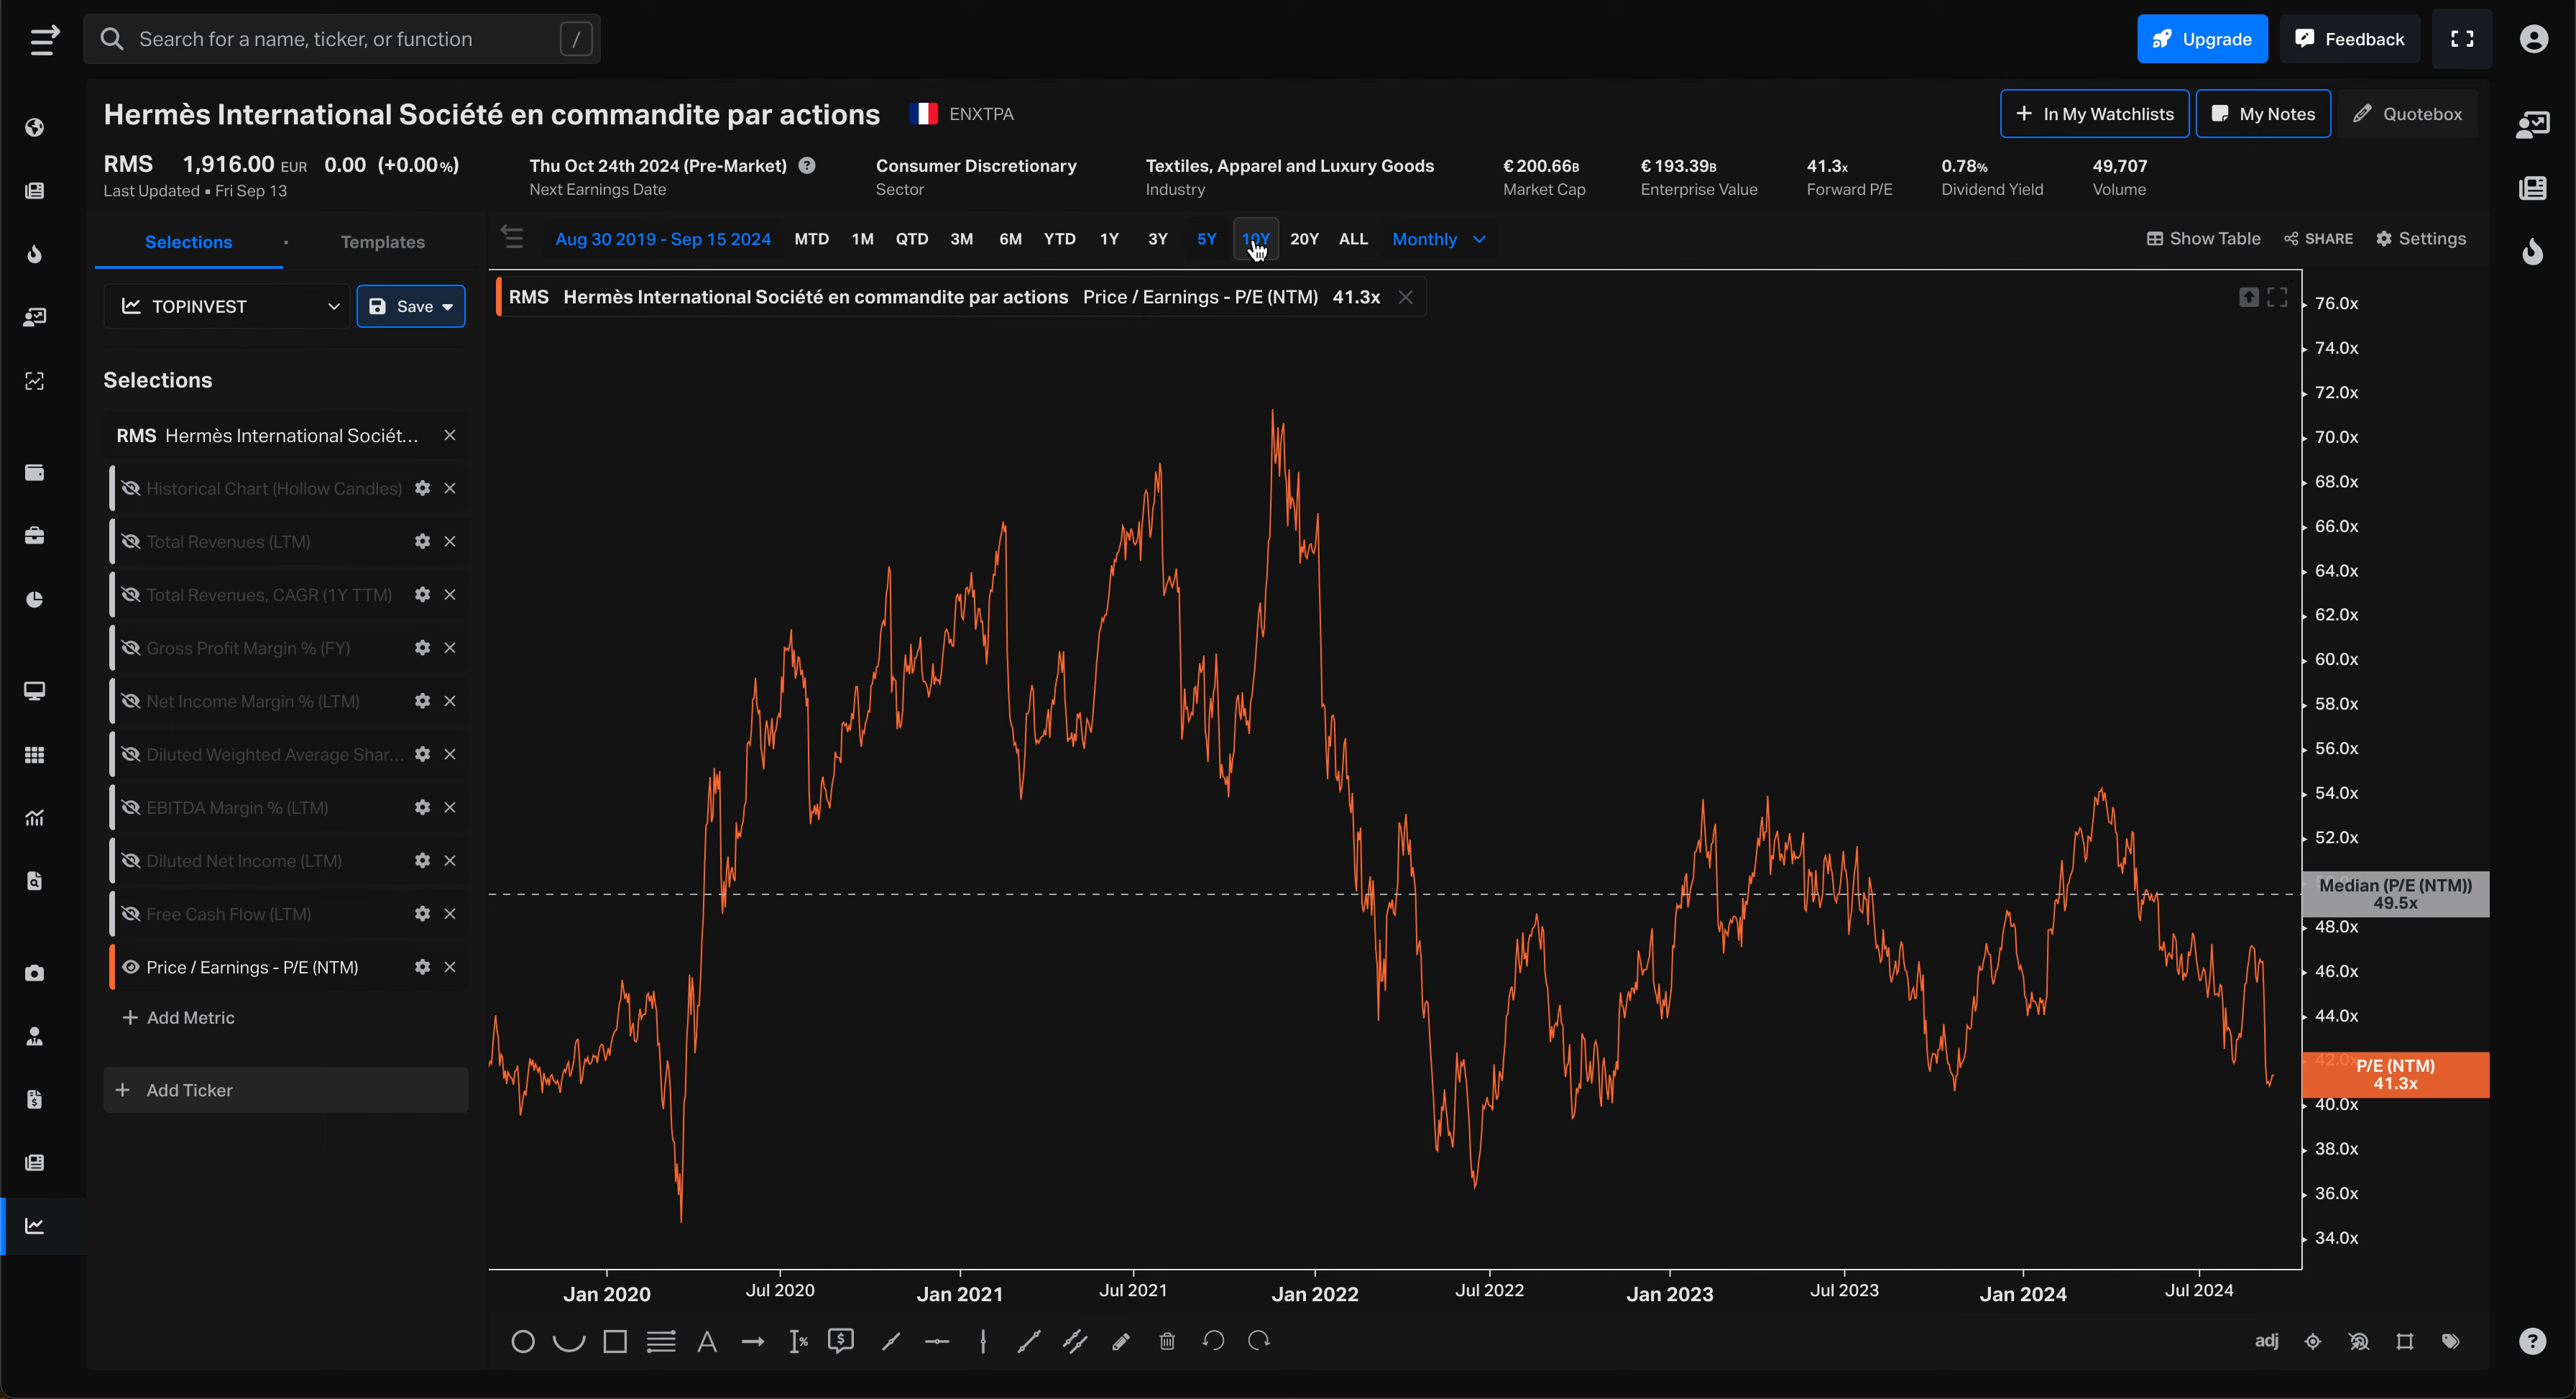 Search for a name, ticker, or function /
Upgrade
Feedback
Hermès International Société en commandite par actions
ENXTPA
In My Watchlists
My Notes
Quotebox
RMS 1,916.00 EUR 0.00 (+0.00%)
Last Updated ▪ Fri Sep 13
Thu Oct 24th 2024 (Pre-Market) ?
Next Earnings Date
Consumer Discretionary
Sector
Textiles, Apparel and Luxury Goods
Industry
€200.66B
Market Cap
€193.39B
Enterprise Value
41.3x
Forward P/E
0.78%
Dividend Yield
49,707
Volume
Selections
Templates
Aug 30 2019 - Sep 15 2024 MTD 1M QTD 3M 6M YTD 1Y 3Y 5Y 10Y 20Y ALL Monthly
Show Table SHARE Settings
TOPINVEST
Save
RMS Hermès International Société en commandite par actions Price / Earnings - P/E (NTM) 41.3x
Selections
RMS Hermès International Sociét...
Historical Chart (Hollow Candles)
Total Revenues (LTM)
Total Revenues, CAGR (1Y TTM)
Gross Profit Margin % (FY)
Net Income Margin % (LTM)
Diluted Weighted Average Shar...
EBITDA Margin % (LTM)
Diluted Net Income (LTM)
Free Cash Flow (LTM)
Price / Earnings - P/E (NTM)
+ Add Metric
+ Add Ticker
76.0x
74.0x
72.0x
70.0x
68.0x
66.0x
64.0x
62.0x
60.0x
58.0x
56.0x
54.0x
52.0x
Median (P/E (NTM))
49.5x
48.0x
46.0x
44.0x
42.0x
P/E (NTM)
41.3x
40.0x
38.0x
36.0x
34.0x
Jan 2020 Jul 2020 Jan 2021 Jul 2021 Jan 2022 Jul 2022 Jan 2023 Jul 2023 Jan 2024 Jul 2024
A
%
$
adj
?